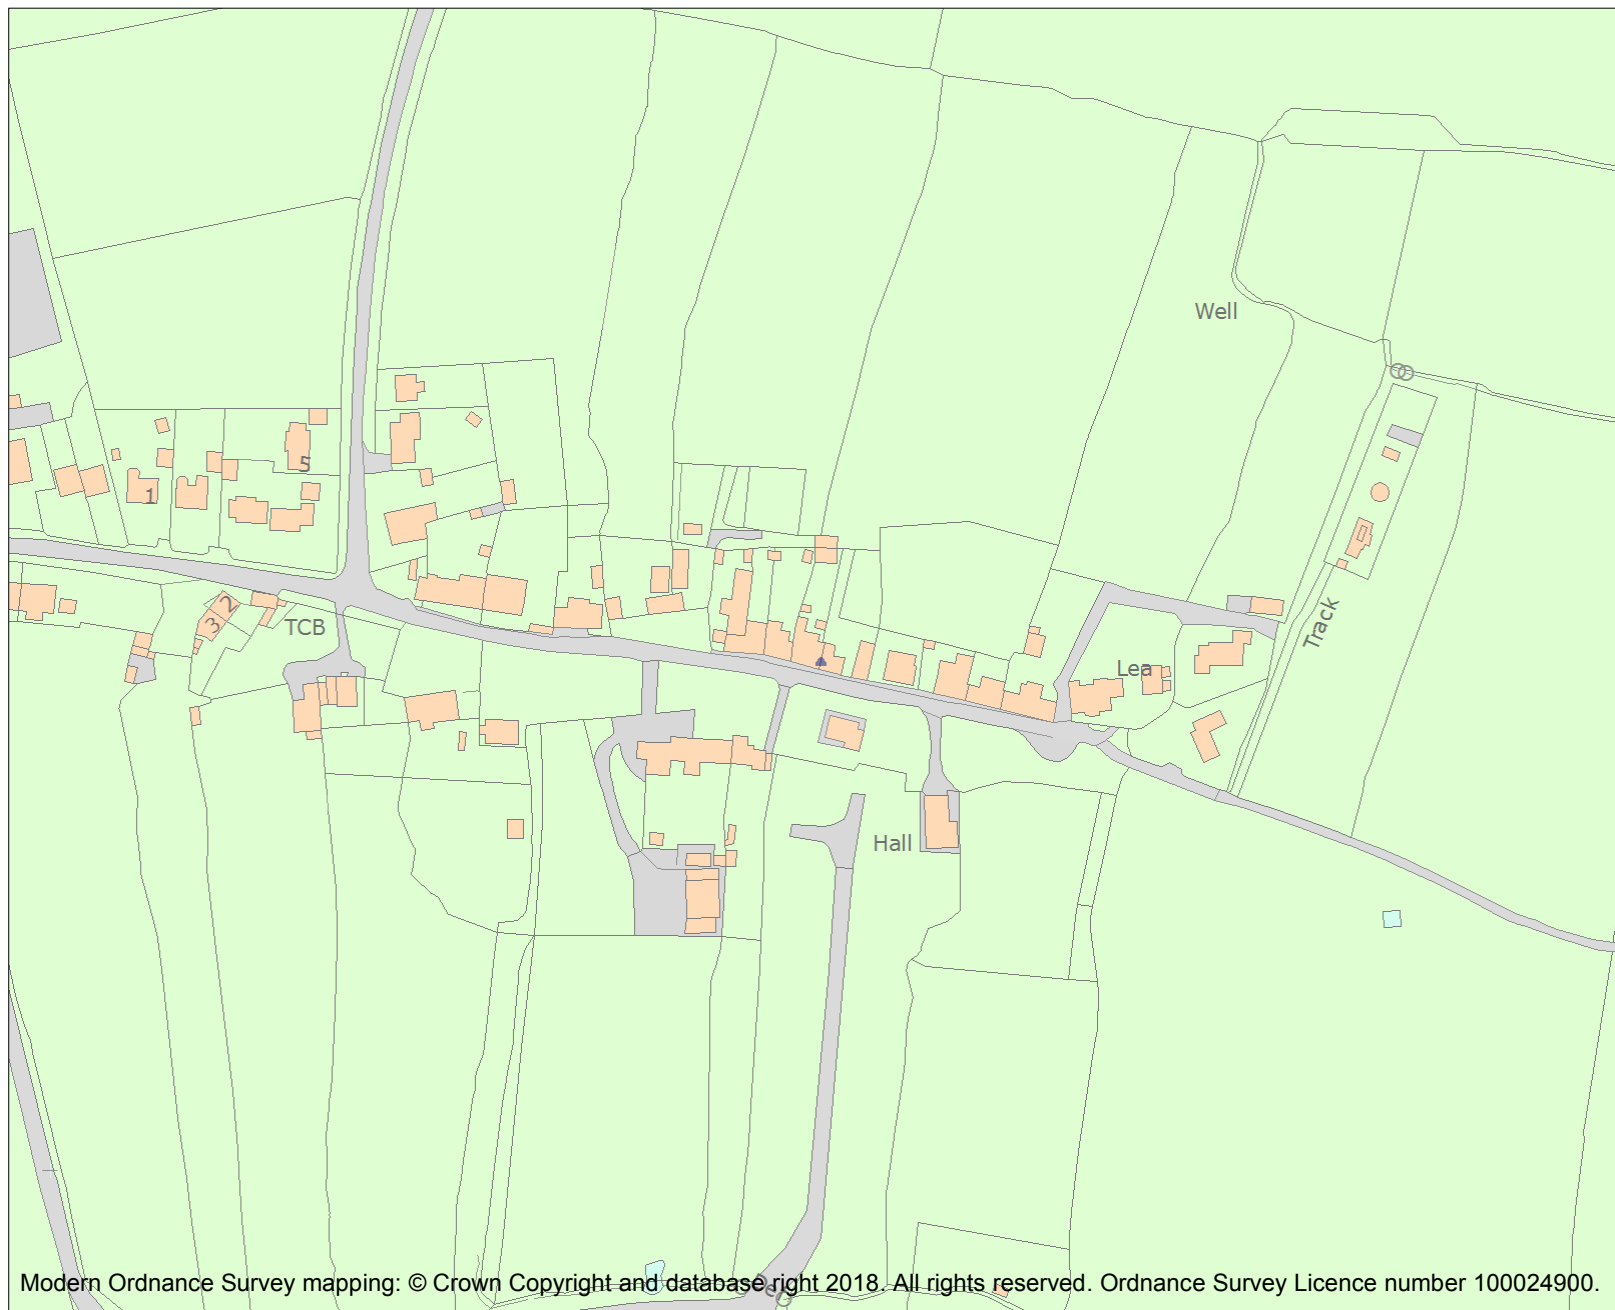 Well
5
1
2
3
TCB
Track
Lea
Hall
Modern Ordnance Survey mapping: © Crown Copyright and database right 2018. All rights reserved. Ordnance Survey Licence number 100024900.